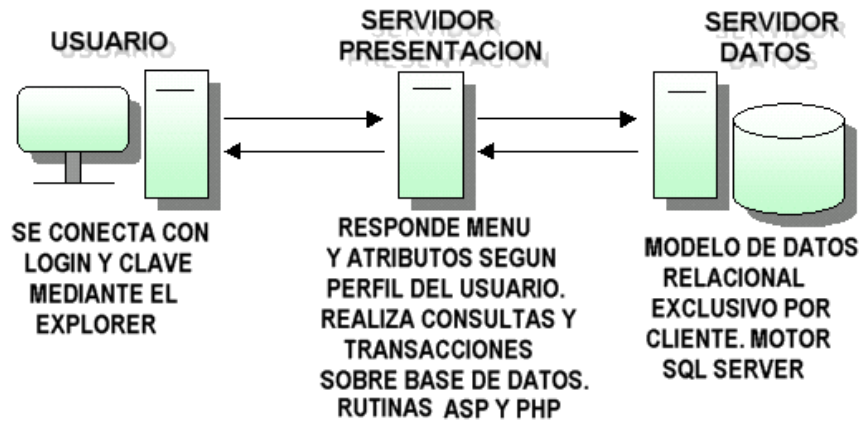 USUARIO
SERVIDOR
PRESENTACION
SERVIDOR
DATOS
SE CONECTA CON
LOGIN Y CLAVE
MEDIANTE EL
EXPLORER
RESPONDE MENU
Y ATRIBUTOS SEGUN
PERFIL DEL USUARIO.
REALIZA CONSULTAS Y
TRANSACCIONES
SOBRE BASE DE DATOS.
RUTINAS ASP Y PHP
MODELO DE DATOS
RELACIONAL
EXCLUSIVO POR
CLIENTE. MOTOR
SQL SERVER